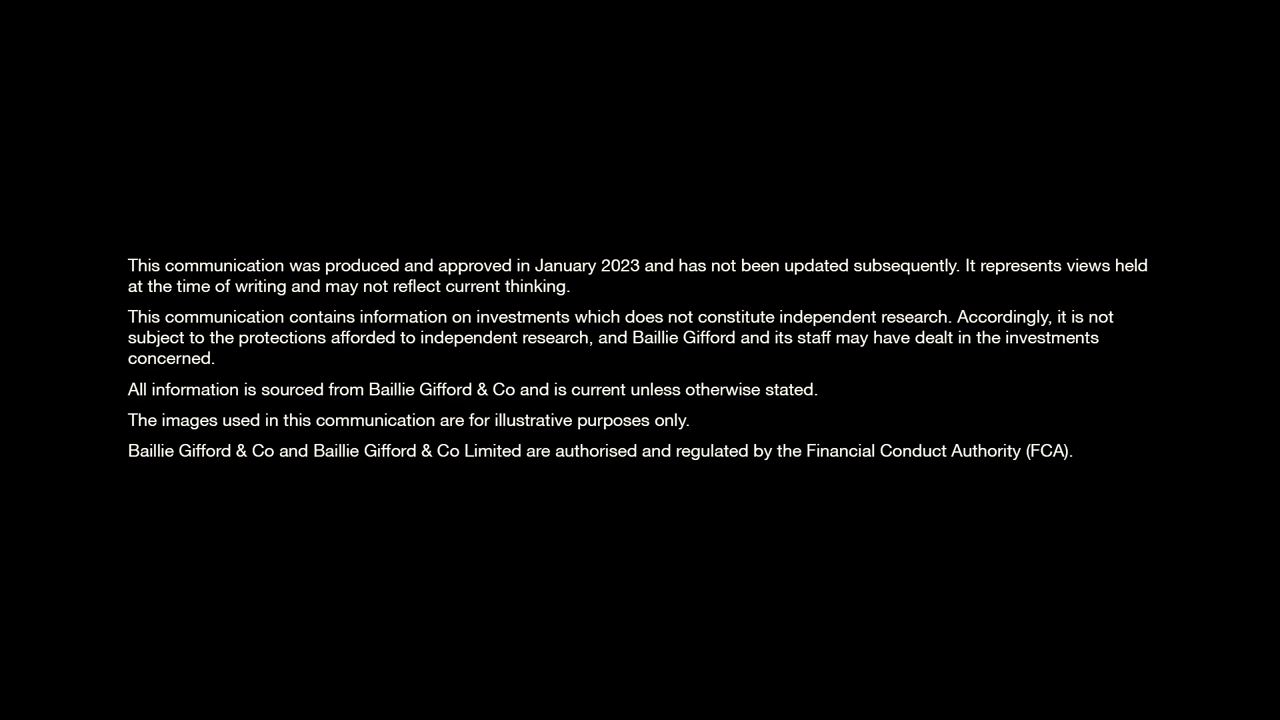 This communication was produced and approved in January 2023 and has not been updated subsequently. It represents views held
at the time of writing and may not reflect current thinking.
This communication contains information on investments which does not constitute independent research. Accordingly, it is not
subject to the protections afforded to independent research, and Baillie Gifford and its staff may have dealt in the investments
concerned.
All information is sourced from Baillie Gifford & Co and is current unless otherwise stated.
The images used in this communication are for illustrative purposes only.
Baillie Gifford & Co and Baillie Gifford & Co Limited are authorised and regulated by the Financial Conduct Authority (FCA).